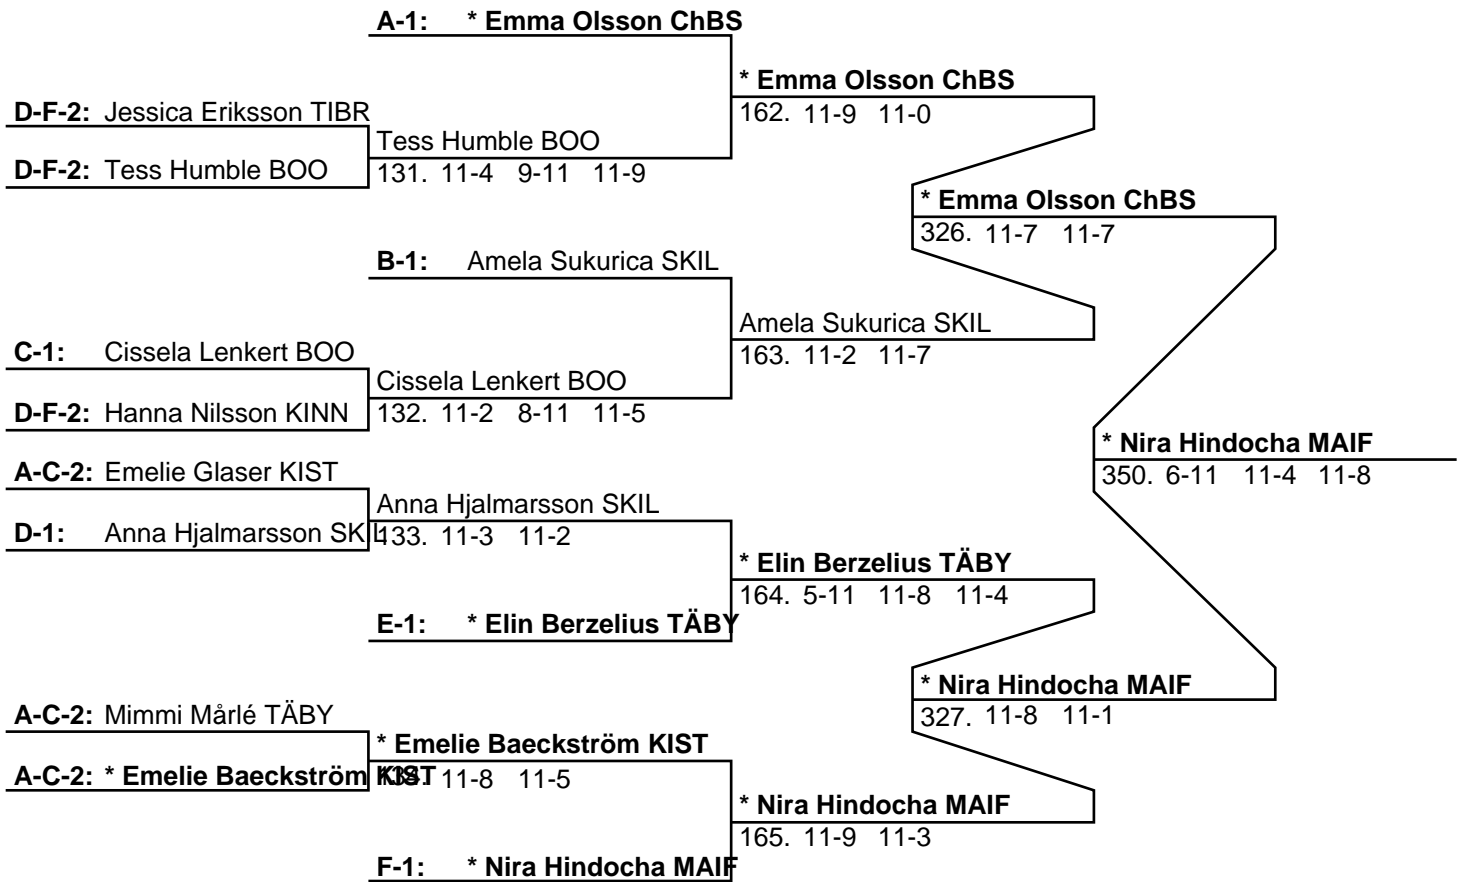 A-1: * Emma Olsson ChBS
* Emma Olsson ChBS
162. 11-9 11-0
D-F-2: Jessica Eriksson TIBR
Tess Humble BOO
D-F-2: Tess Humble BOO
131. 11-4 9-11 11-9
* Emma Olsson ChBS
326. 11-7 11-7
B-1: Amela Sukurica SKIL
Amela Sukurica SKIL
163. 11-2 11-7
C-1: Cissela Lenkert BOO
Cissela Lenkert BOO
D-F-2: Hanna Nilsson KINN
132. 11-2 8-11 11-5
* Nira Hindocha MAIF
350. 6-11 11-4 11-8
A-C-2: Emelie Glaser KIST
Anna Hjalmarsson SKIL
D-1: Anna Hjalmarsson SKIL
133. 11-3 11-2
* Elin Berzelius TÄBY
164. 5-11 11-8 11-4
E-1: * Elin Berzelius TÄBY
* Nira Hindocha MAIF
327. 11-8 11-1
A-C-2: Mimmi Mårlé TÄBY
* Emelie Baeckström KIST
A-C-2: * Emelie Baeckström KIST
134. 11-8 11-5
* Nira Hindocha MAIF
165. 11-9 11-3
F-1: * Nira Hindocha MAIF